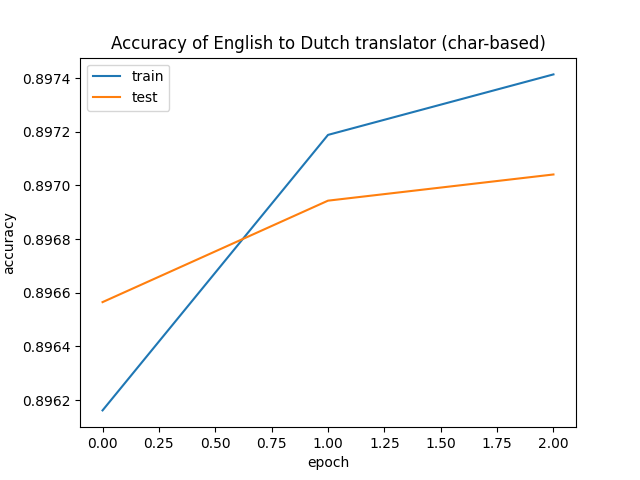 Accuracy of English to Dutch translator (char-based)
train
test
0.8974
0.8972
0.8970
0.8968
0.8966
0.8964
0.8962
accuracy
0.00 0.25 0.50 0.75 1.00 1.25 1.50 1.75 2.00
epoch